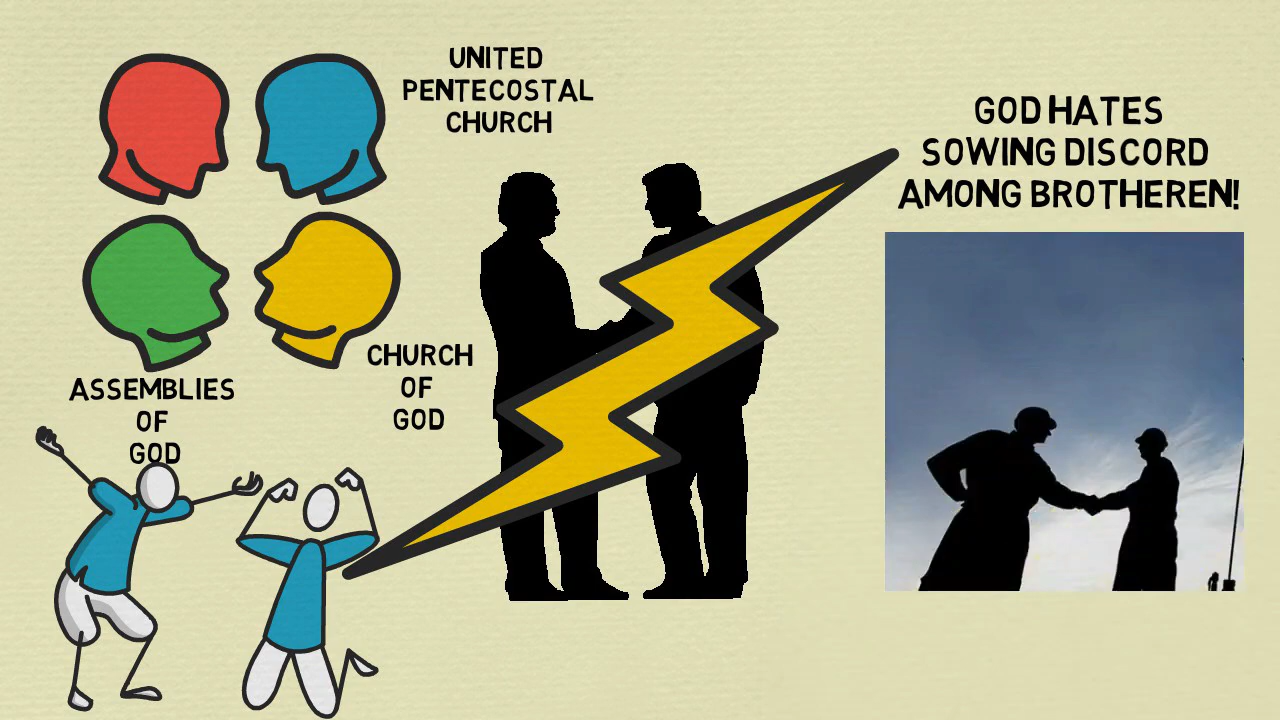 UNITED
PENTECOSTAL
CHURCH
GOD HATES
SOWING DISCORD
AMONG BROTHEREN!
CHURCH
OF
GOD
ASSEMBLIES
OF
GOD